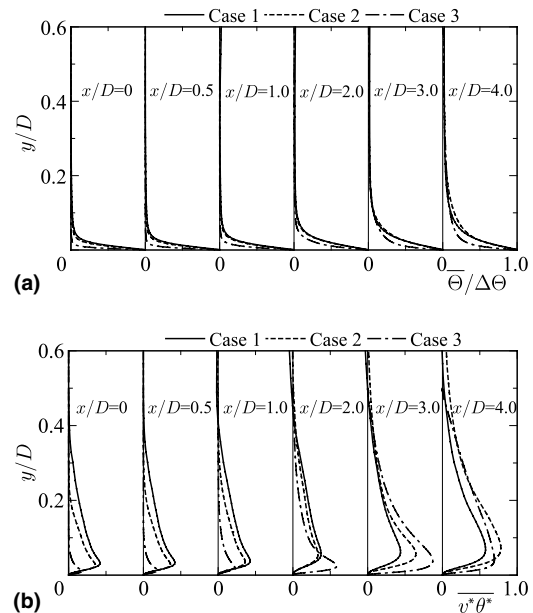 Case 1 Case 2 Case 3
0.6
x/D=0 x/D=0.5 x/D=1.0 x/D=2.0 x/D=3.0 x/D=4.0
0.4
y/D
0.2
0 0 0 0 0 0 1.0
(a) Θ̅/ΔΘ
Case 1 Case 2 Case 3
0.6
x/D=0 x/D=0.5 x/D=1.0 x/D=2.0 x/D=3.0 x/D=4.0
0.4
y/D
0.2
0 0 0 0 0 0 1.0
(b) \overline{v*θ*}